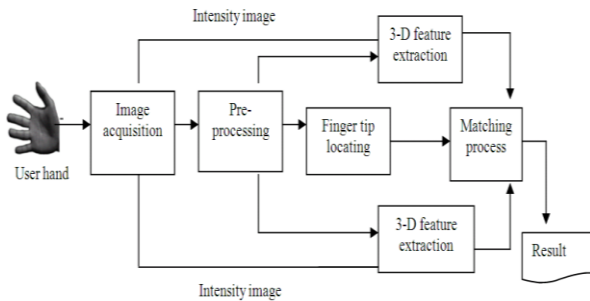 Intensity image
3-D feature
extraction
Image
acquisition
Pre-
processing
Finger tip
locating
Matching
process
User hand
3-D feature
extraction
Result
Intensity image